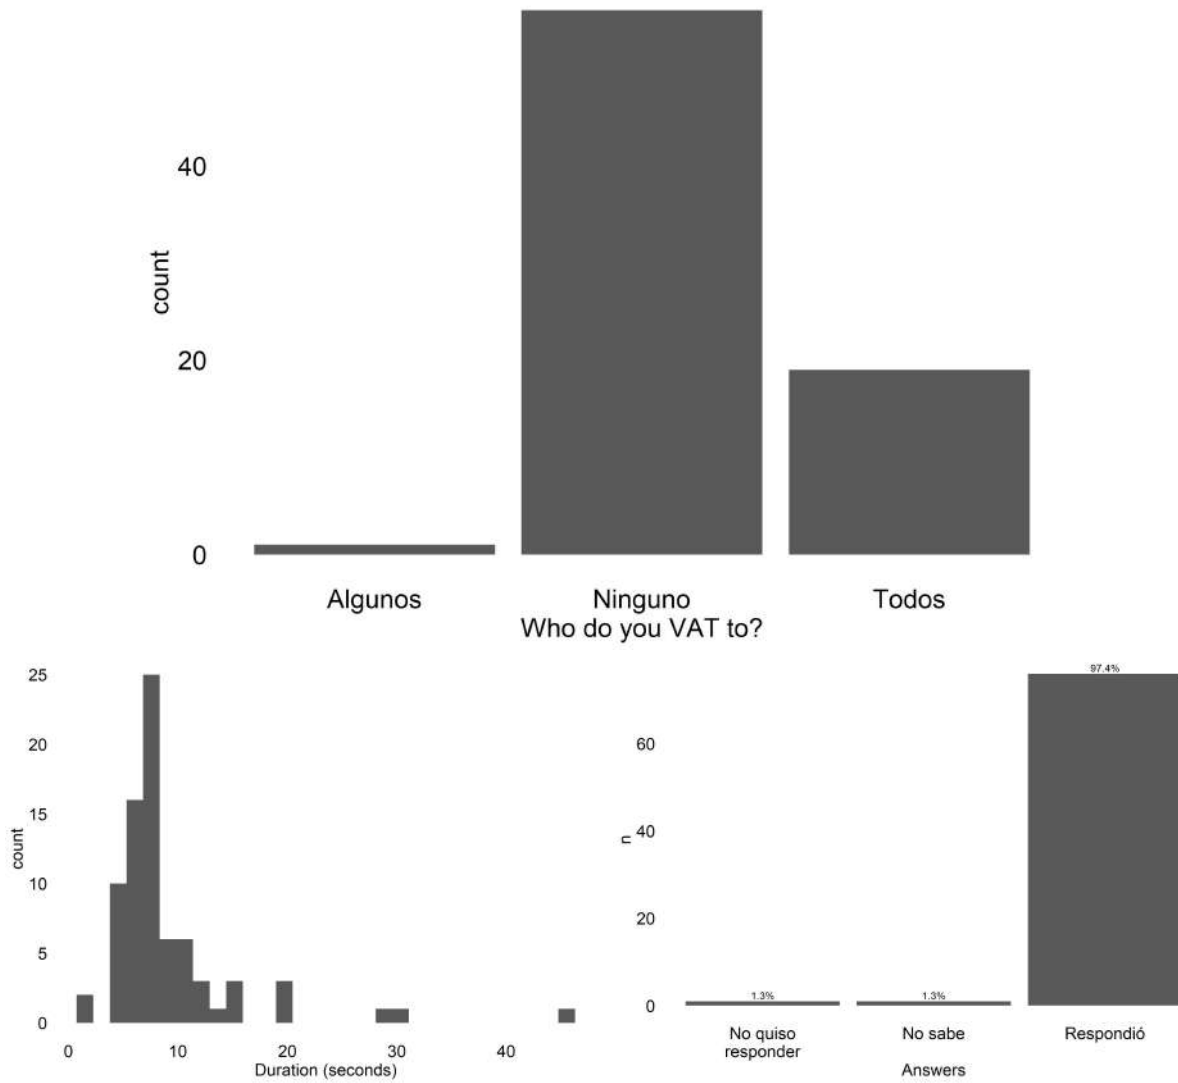 40
count
20
0
Algunos
Ninguno
Todos
Who do you VAT to?
25
20
15
count
10
5
0
0
10
20
30
40
Duration (seconds)
97.4%
60
n
40
20
0
1.3%
1.3%
No quiso
responder
No sabe
Respondió
Answers